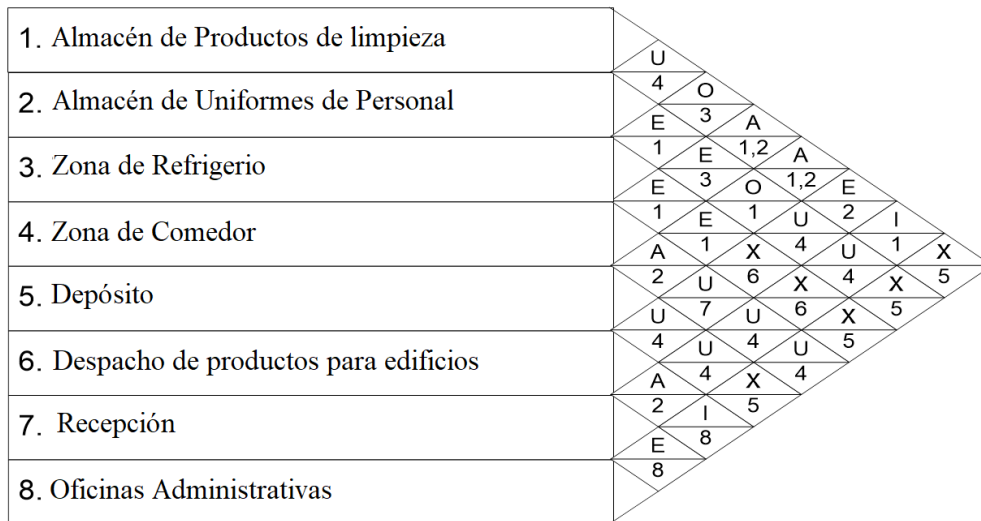 1. Almacén de Productos de limpieza
U
4 O
2. Almacén de Uniformes de Personal
3 A
E 1,2 A
1 E
3. Zona de Refrigerio
E 3 O 1,2 E
1 E 1 U 2 I
4. Zona de Comedor
A 1 X 4 U 1 X
2 U 6 X 4 X 5
5. Depósito
U 7 U 6 X 5
4 U 4 U 5
6. Despacho de productos para edificios
A 4 X 4
2 I 5
7. Recepción
E 8
8
8. Oficinas Administrativas